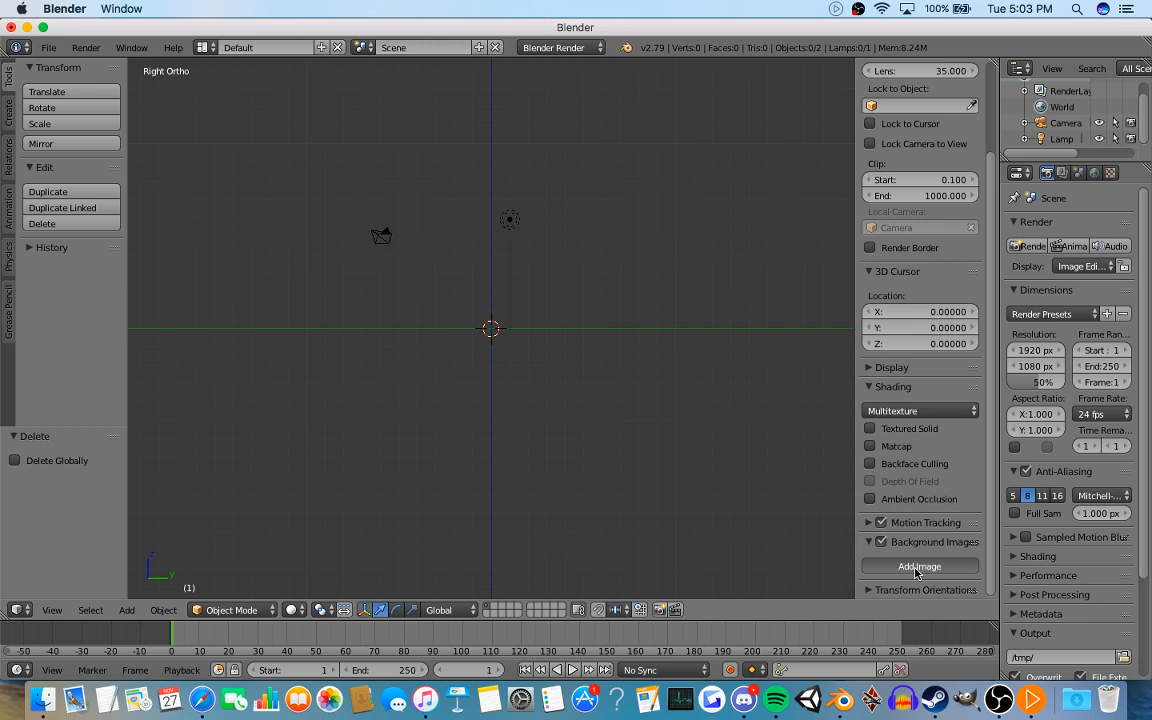 Blender Window 100% Tue 5:03 PM
Blender
File Render Window Help Default Scene Blender Render v2.79 | Verts:0 | Faces:0 | Tris:0 | Objects:0/2 | Lamps:0/1 | Mem:8.24M
Right Ortho
Tools
Create
Relations
Animation
Physics
Grease Pencil
Transform
Translate
Rotate
Scale
Mirror
Edit
Duplicate
Duplicate Linked
Delete
History
Delete
Delete Globally
z
y
(1)
Lens: 35.000
Lock to Object:
Lock to Cursor
Lock Camera to View
Clip:
Start: 0.100
End: 1000.000
Local Camera:
Camera
Render Border
3D Cursor
Location:
X: 0.00000
Y: 0.00000
Z: 0.00000
Display
Shading
Multitexture
Textured Solid
Matcap
Backface Culling
Depth Of Field
Ambient Occlusion
Motion Tracking
Background Images
Add Image
Transform Orientations
View Search All Sce
RenderLay
World
Camera
Lamp
Scene
Render
Rende Anima Audio
Display: Image Edi...
Dimensions
Render Presets
Resolution: Frame Ran...
1920 px Start : 1
1080 px End:250
50% Frame:1
Aspect Ratio: Frame Rate:
X:1.000 24 fps
Y: 1.000 Time Rema...
1 1
Anti-Aliasing
5 8 11 16 Mitchell-...
Full Sam 1.000 px
Sampled Motion Blur
Shading
Performance
Post Processing
Metadata
Output
/tmp/
Overwrit File Exte
View Select Add Object Object Mode Global
-50 -40 -30 -20 -10 0 10 20 30 40 50 60 70 80 90 100 110 120 130 140 150 160 170 180 190 200 210 220 230 240 250 260 270 280
View Marker Frame Playback Start: 1 End: 250 1 No Sync
NOV
27
1